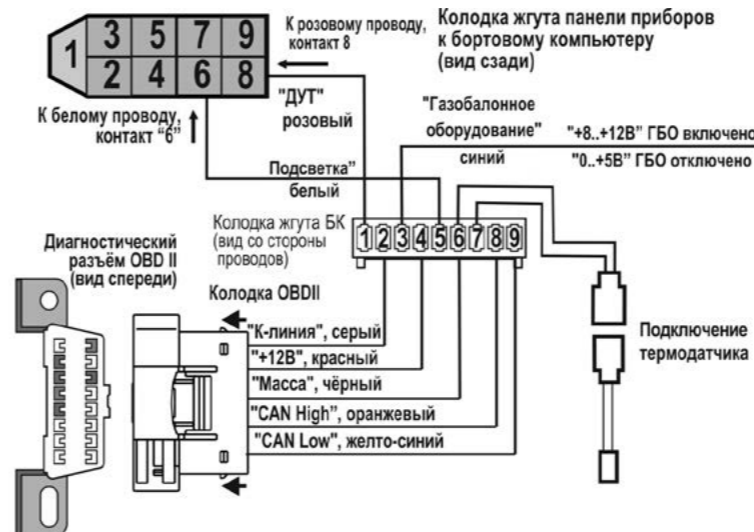 К розовому проводу,
контакт 8
Колодка жгута панели приборов
к бортовому компьютеру
(вид сзади)
1
3 5 7 9
2 4 6 8
К белому проводу,
контакт “6”
"ДУТ"
розовый
"Газобалонное
оборудование"
синий
"+8..+12В" ГБО включено
"0..+5В" ГБО отключено
Подсветка”
белый
Колодка жгута БК
(вид со стороны
проводов)
1 2 3 4 5 6 7 8 9
Диагностический
разъём OBD II
(вид спереди)
Колодка OBDII
"К-линия", серый
"+12В", красный
"Масса", чёрный
"CAN High", оранжевый
"CAN Low", желто-синий
Подключение
термодатчика